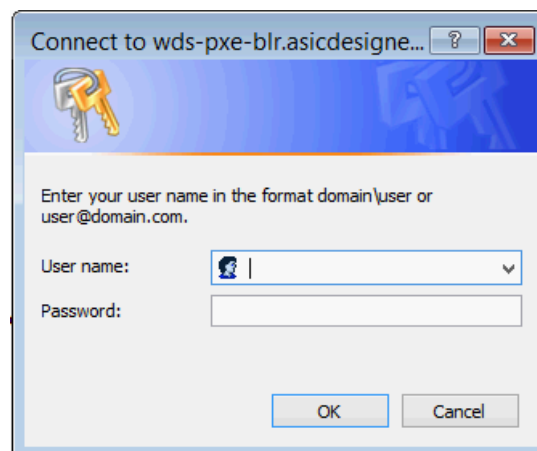 Connect to wds-pxe-blr.asicdesigne...
Enter your user name in the format domain\user or
user@domain.com.
User name:
Password:
OK
Cancel